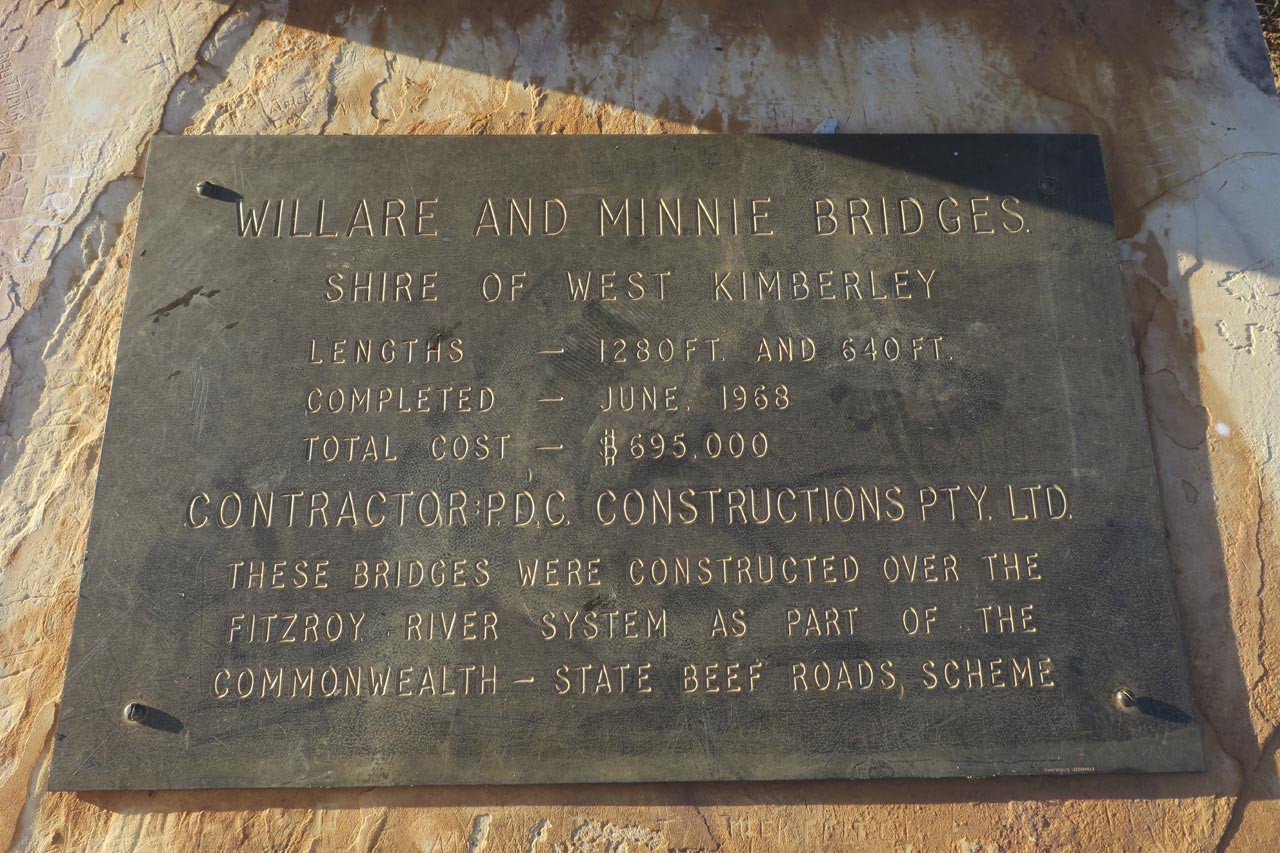 WILLARE AND MINNIE BRIDGES.
SHIRE OF WEST KIMBERLEY
LENGTHS — 1280FT. AND 640FT.
COMPLETED — JUNE, 1968
TOTAL COST — $695,000
CONTRACTOR: P.D.C. CONSTRUCTIONS PTY. LTD.
THESE BRIDGES WERE CONSTRUCTED OVER THE
FITZROY RIVER SYSTEM AS PART OF THE
COMMONWEALTH — STATE BEEF ROADS SCHEME